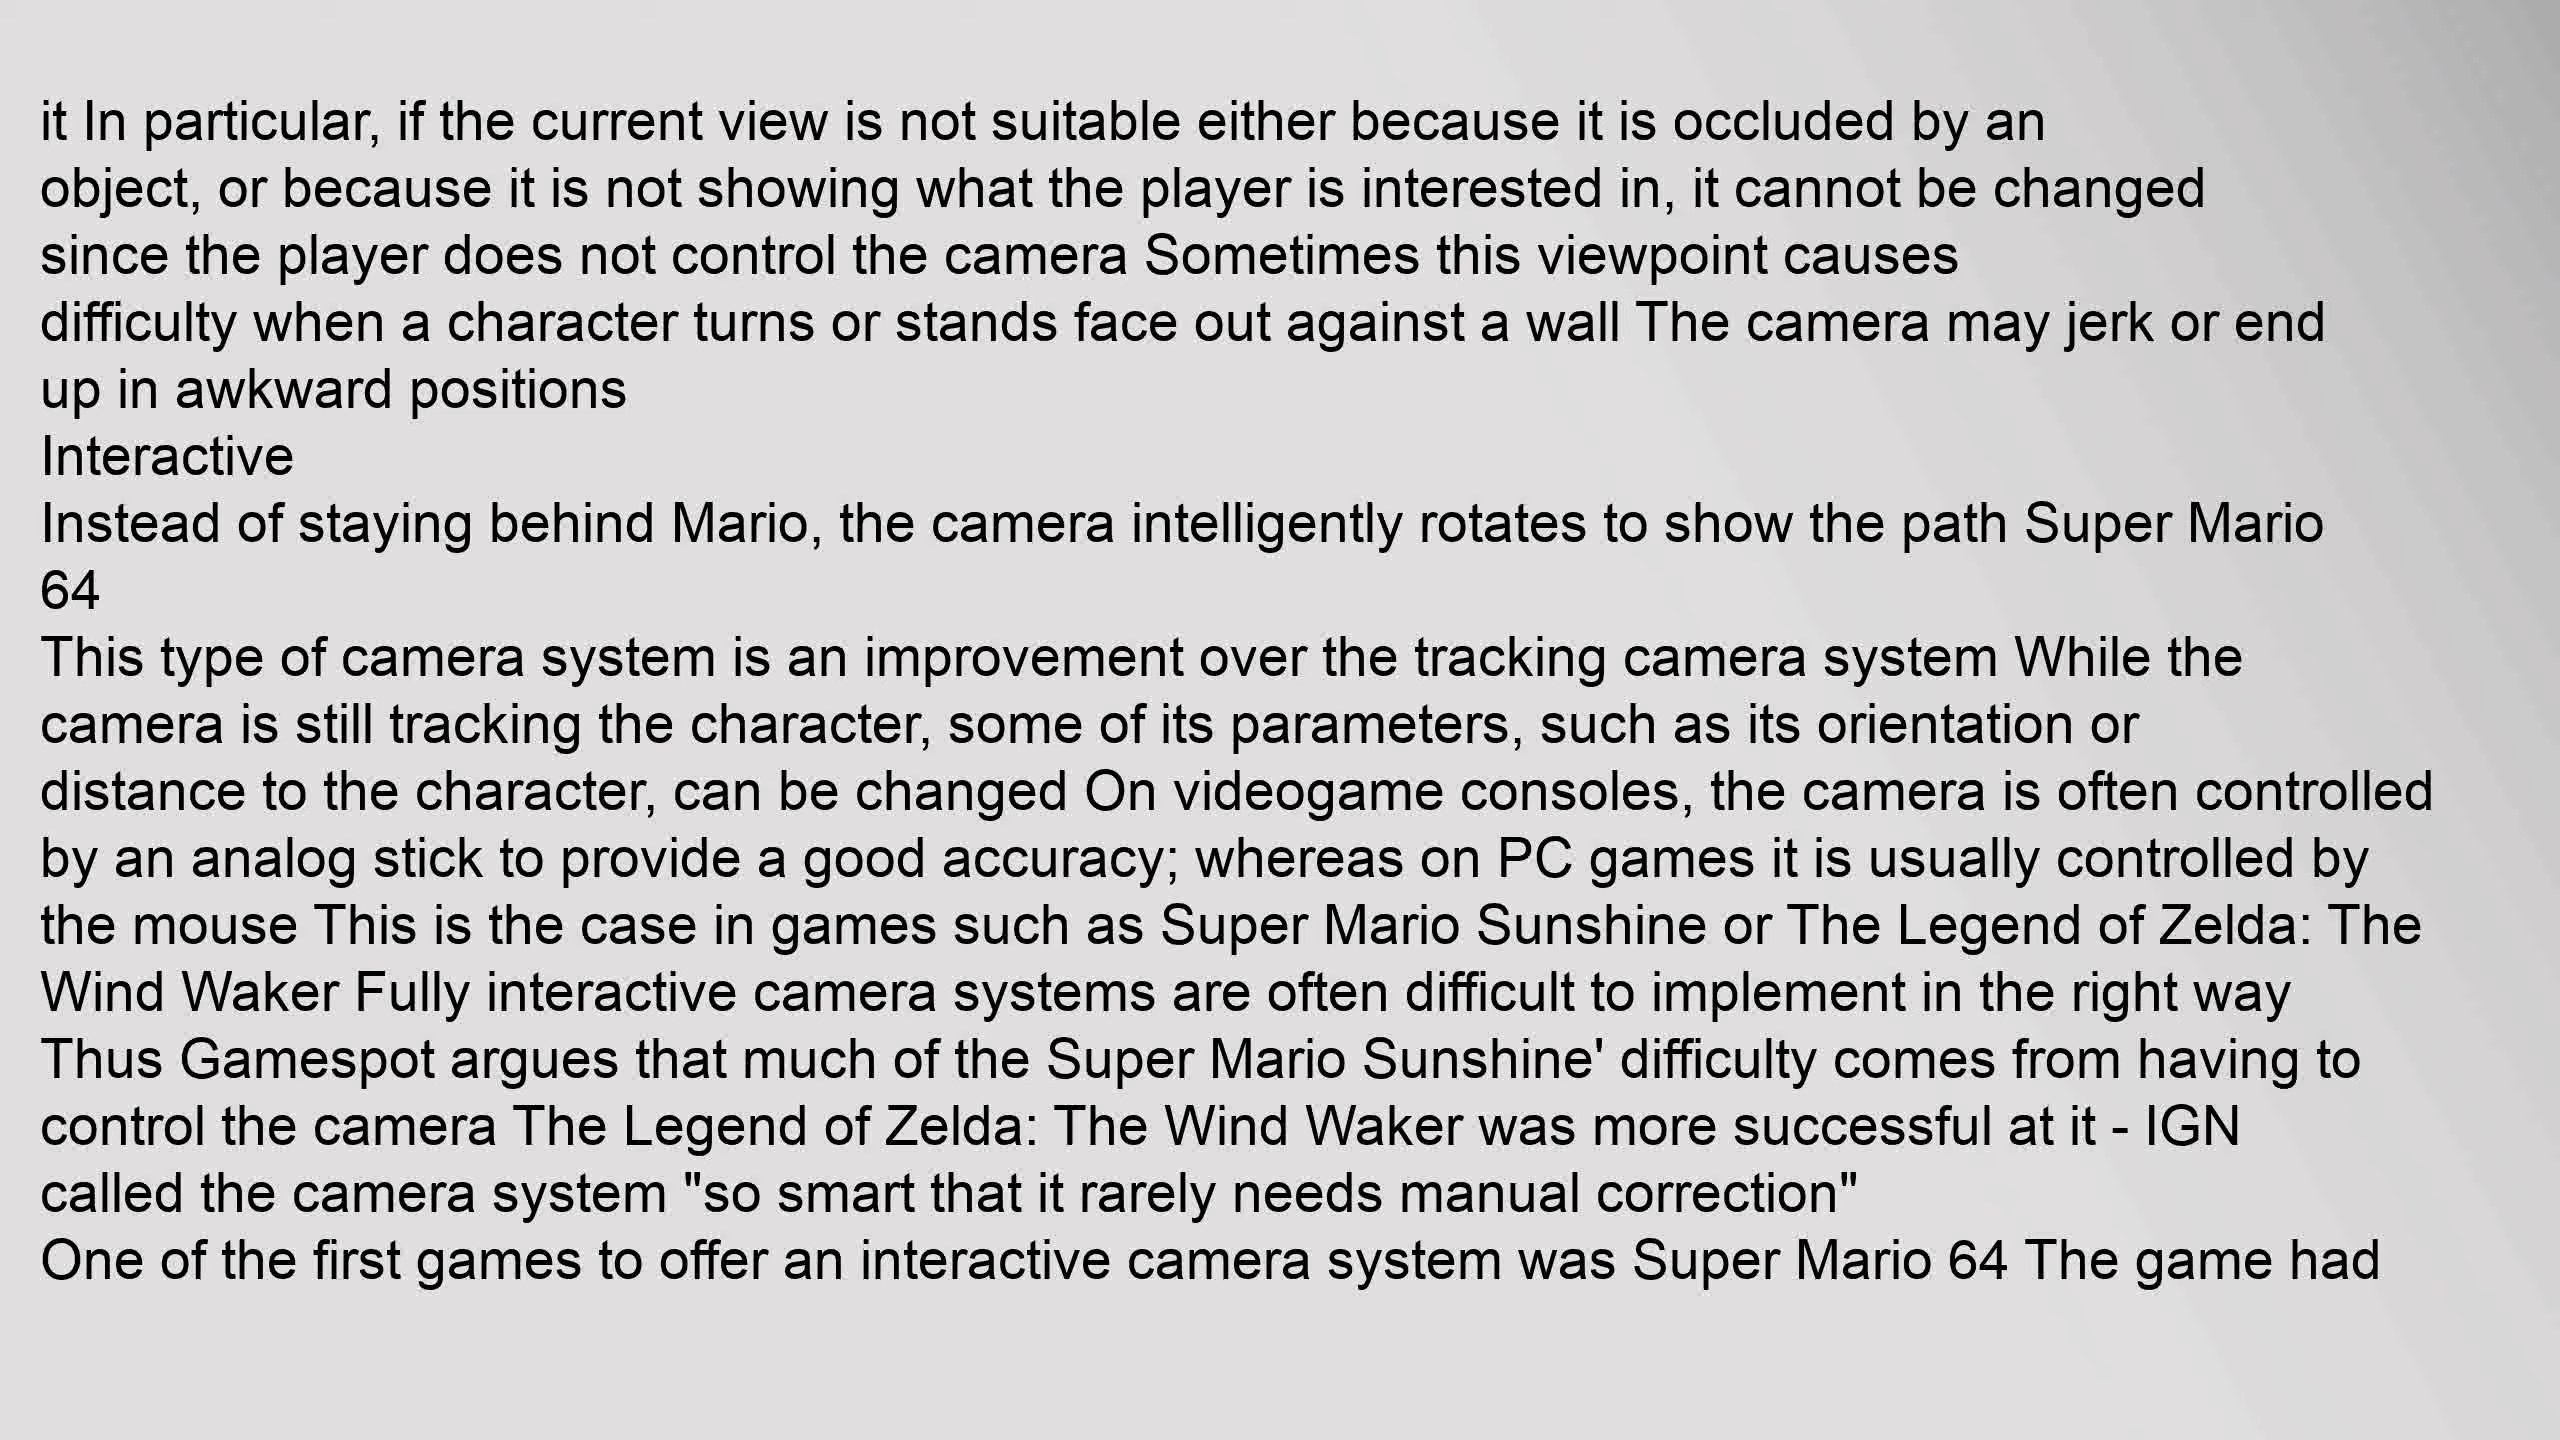 it In particular, if the current view is not suitable either because it is occluded by an
object, or because it is not showing what the player is interested in, it cannot be changed
since the player does not control the camera Sometimes this viewpoint causes
difficulty when a character turns or stands face out against a wall The camera may jerk or end
up in awkward positions
Interactive
Instead of staying behind Mario, the camera intelligently rotates to show the path Super Mario
64
This type of camera system is an improvement over the tracking camera system While the
camera is still tracking the character, some of its parameters, such as its orientation or
distance to the character, can be changed On videogame consoles, the camera is often controlled
by an analog stick to provide a good accuracy; whereas on PC games it is usually controlled by
the mouse This is the case in games such as Super Mario Sunshine or The Legend of Zelda: The
Wind Waker Fully interactive camera systems are often difficult to implement in the right way
Thus Gamespot argues that much of the Super Mario Sunshine' difficulty comes from having to
control the camera The Legend of Zelda: The Wind Waker was more successful at it - IGN
called the camera system "so smart that it rarely needs manual correction"
One of the first games to offer an interactive camera system was Super Mario 64 The game had